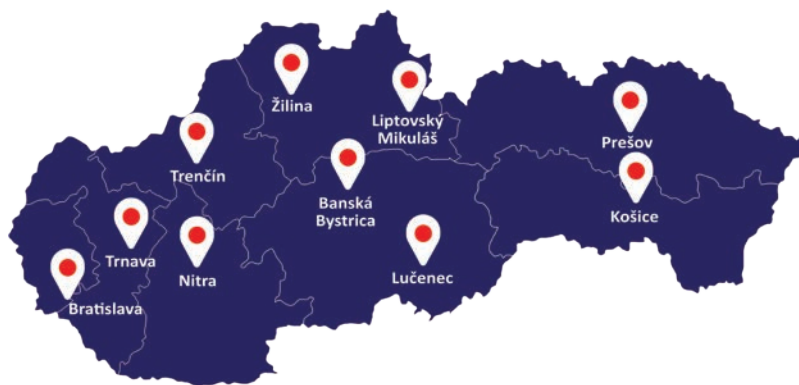 Žilina
Liptovský
Mikuláš
Prešov
Trenčín
Banská
Bystrica
Košice
Trnava
Nitra
Lučenec
Bratislava